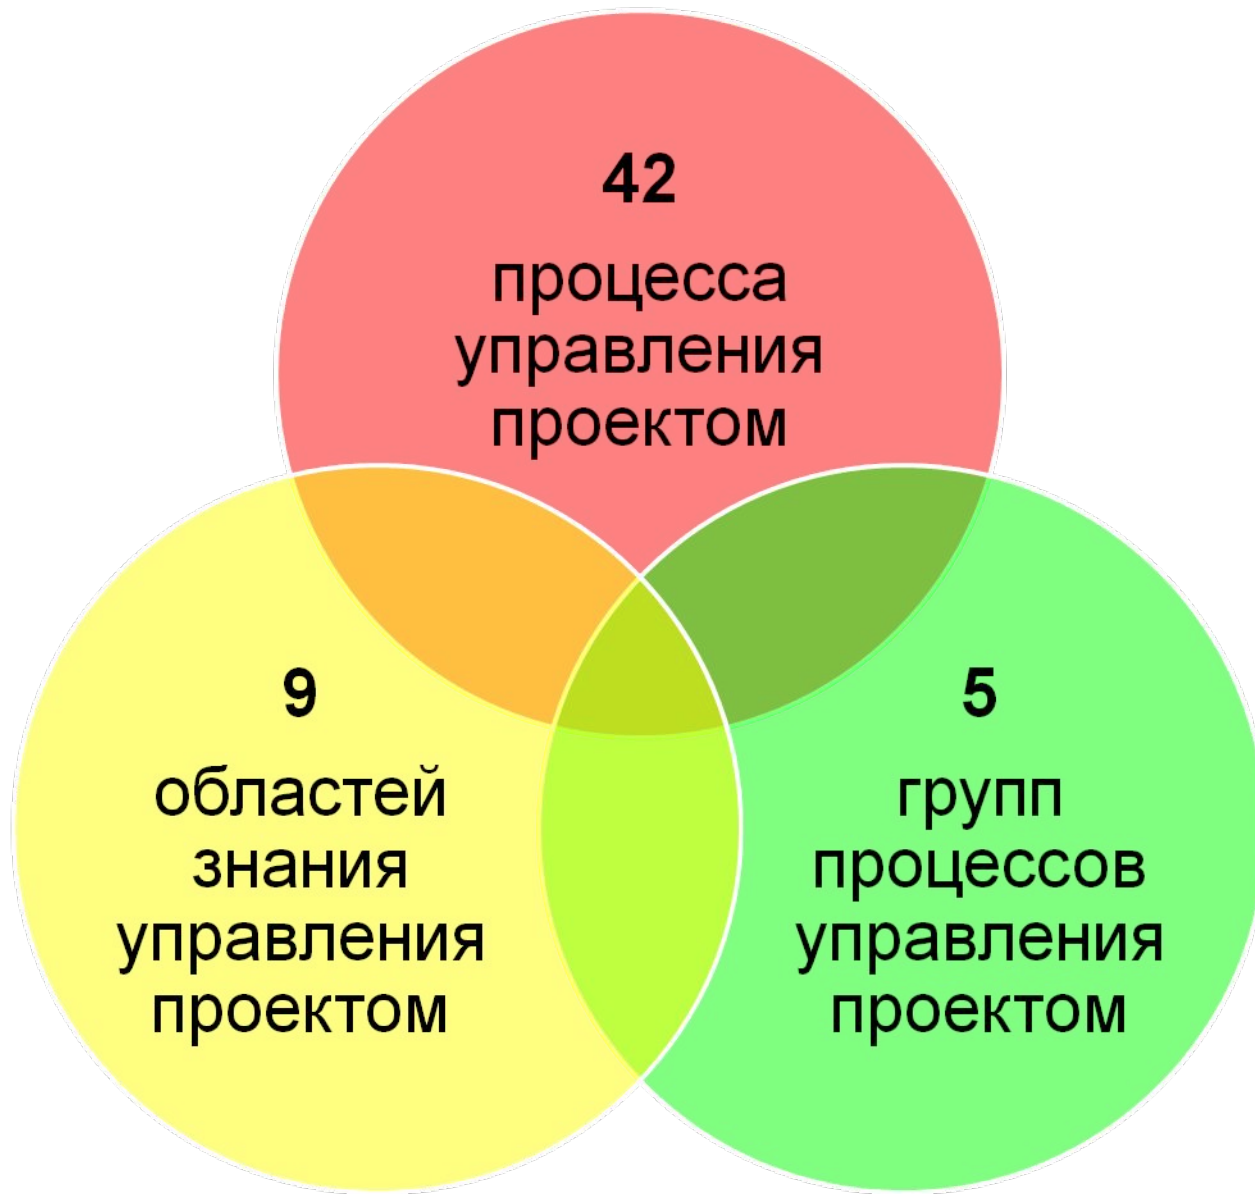 42
процесса
управления
проектом
9
областей
знания
управления
проектом
5
групп
процессов
управления
проектом